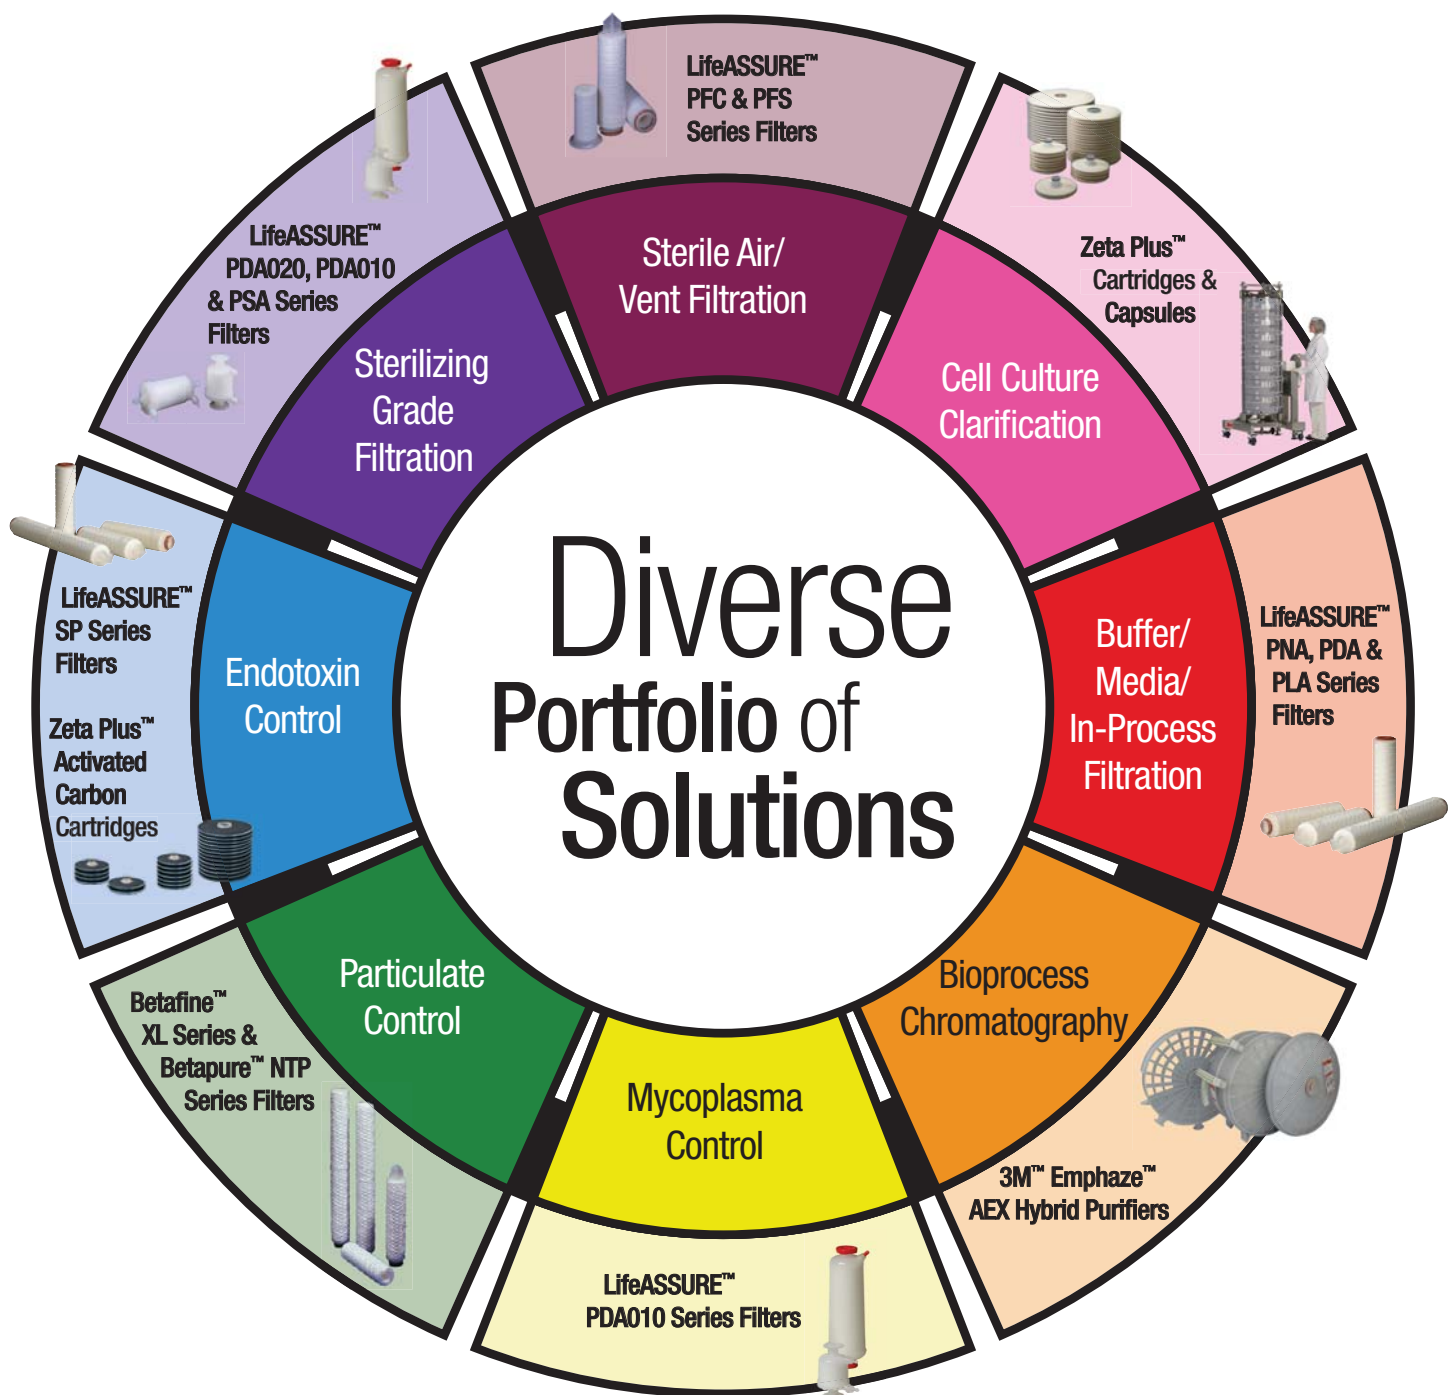 Diverse
Portfolio of
Solutions
LifeASSURE™
PFC & PFS
Series Filters
Sterile Air/
Vent Filtration
Zeta Plus™
Cartridges &
Capsules
Cell Culture
Clarification
LifeASSURE™
PNA, PDA &
PLA Series
Filters
Buffer/
Media/
In-Process
Filtration
Bioprocess
Chromatography
3M™ Emphaze™
AEX Hybrid Purifiers
Mycoplasma
Control
LifeASSURE™
PDA010 Series Filters
Particulate
Control
Betafine™
XL Series &
Betapure™ NTP
Series Filters
Endotoxin
Control
LifeASSURE™
SP Series
Filters
Zeta Plus™
Activated
Carbon
Cartridges
Sterilizing
Grade
Filtration
LifeASSURE™
PDA020, PDA010
& PSA Series
Filters